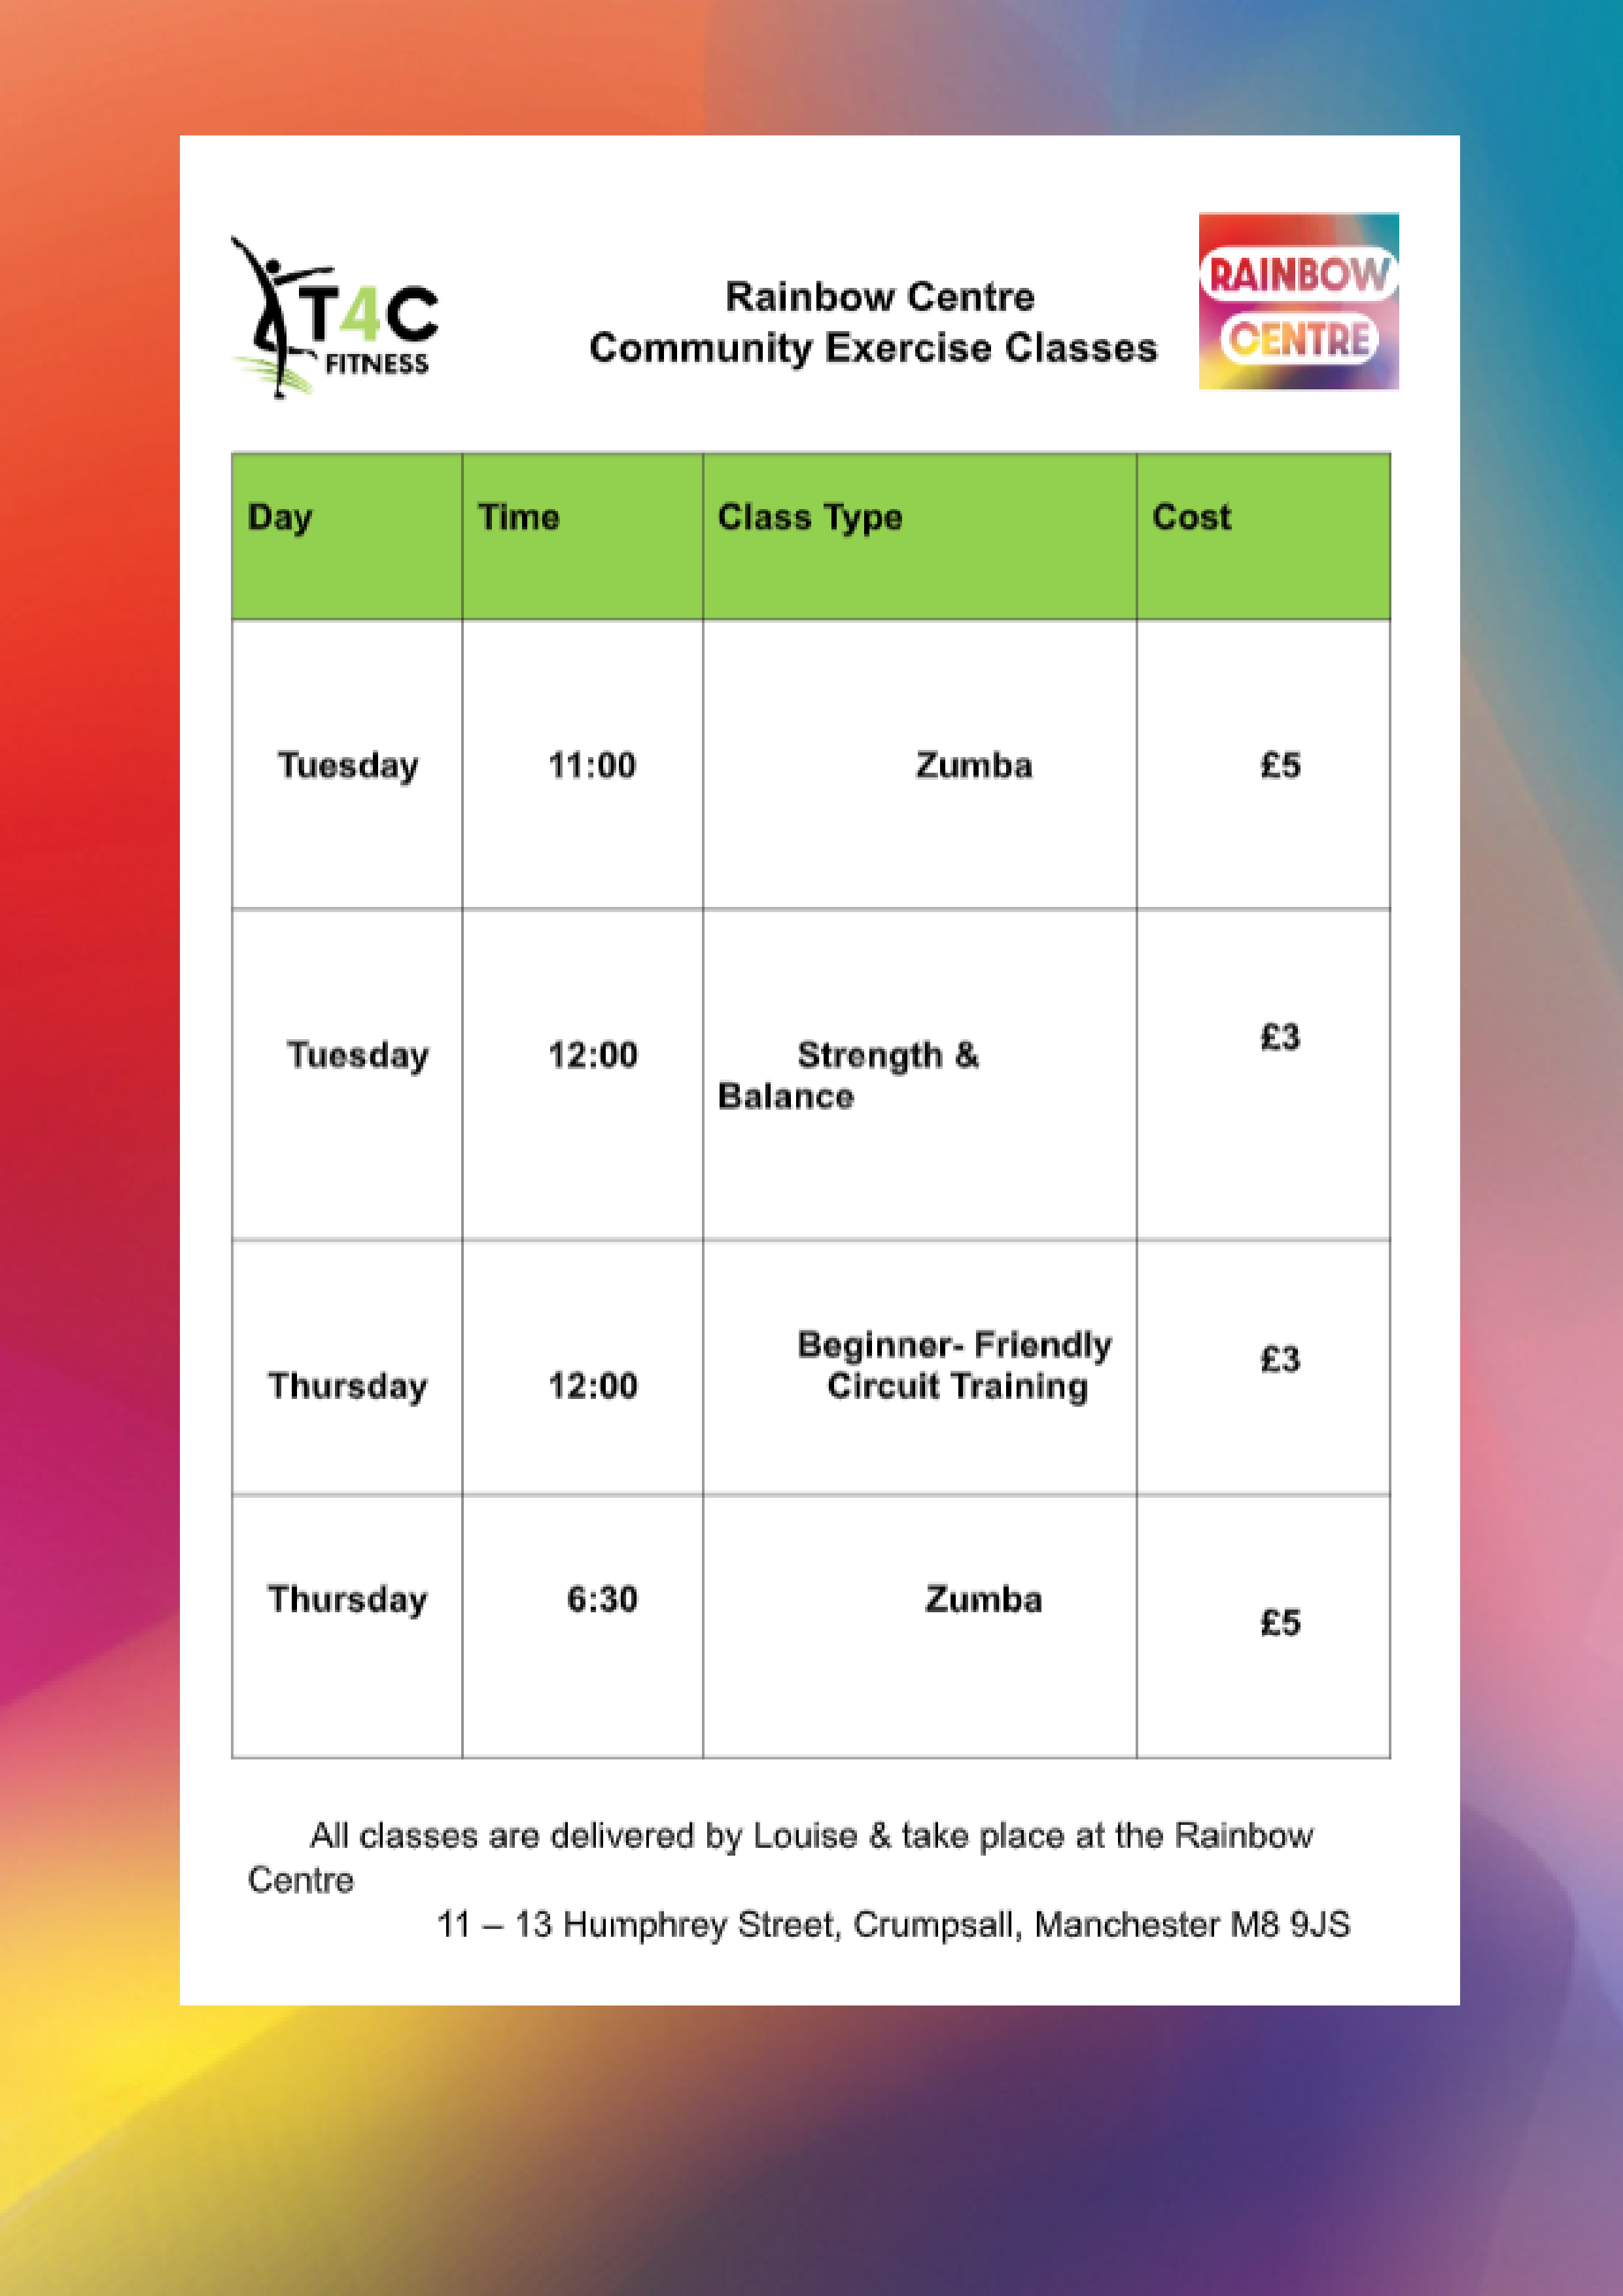 T4C
FITNESS
Rainbow Centre
Community Exercise Classes
RAINBOW
CENTRE
Day Time Class Type Cost
Tuesday 11:00 Zumba £5
Tuesday 12:00 Strength & £3
Balance
Beginner- Friendly £3
Thursday 12:00 Circuit Training
Thursday 6:30 Zumba £5
All classes are delivered by Louise & take place at the Rainbow
Centre
11 – 13 Humphrey Street, Crumpsall, Manchester M8 9JS